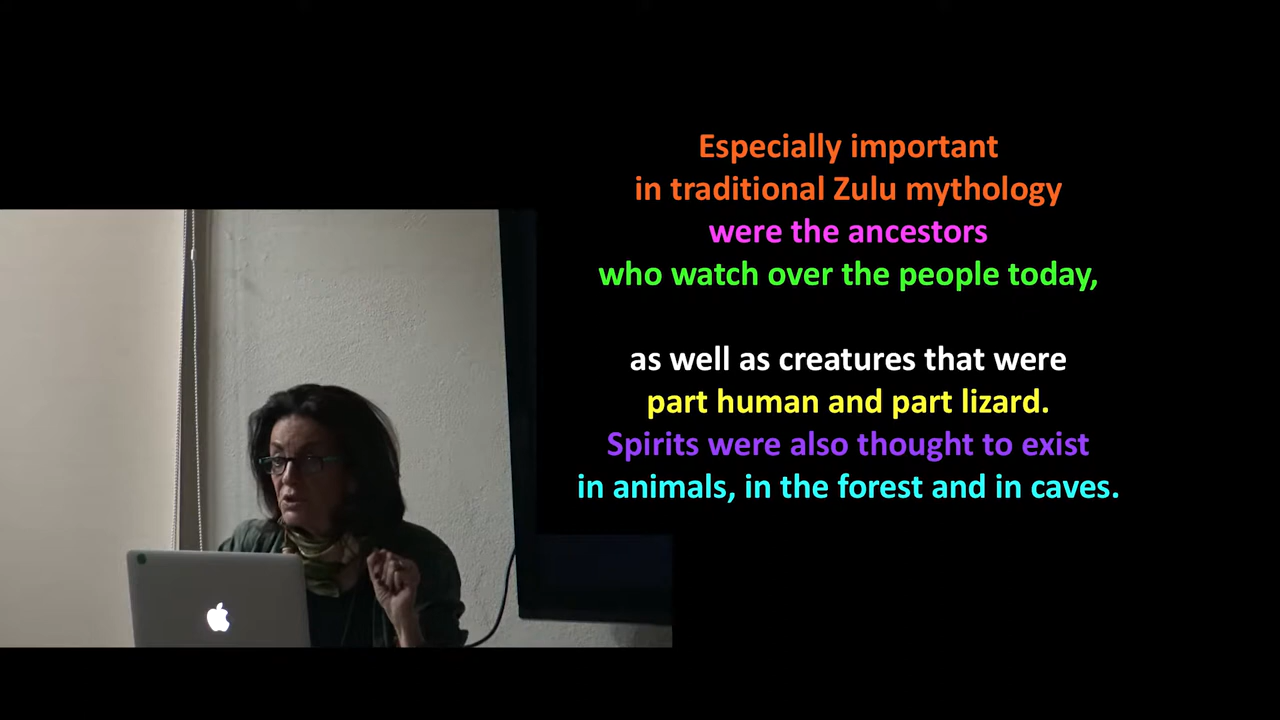 Especially important
in traditional Zulu mythology
were the ancestors
who watch over the people today,
as well as creatures that were
part human and part lizard.
Spirits were also thought to exist
in animals, in the forest and in caves.